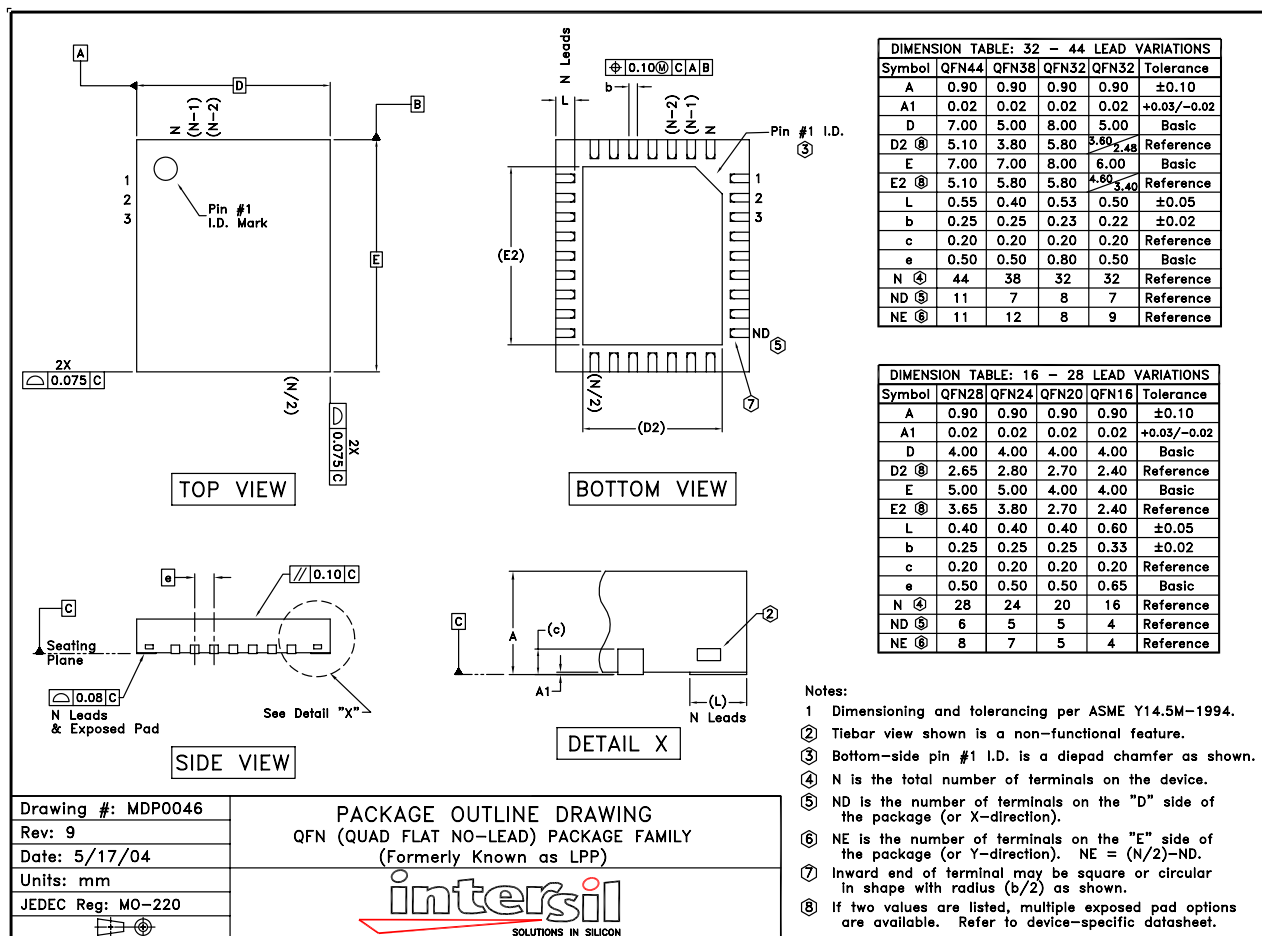 A
D
B
N
(N-1)
(N-2)
1
2
3
Pin #1
I.D. Mark
E
2X
⌓ 0.075 C
(N/2)
2X
⌓ 0.075 C
TOP VIEW
N Leads
L
⌖ 0.10Ⓜ C A B
b
(N-2)
(N-1)
N
Pin #1 I.D.
3
1
2
3
(E2)
ND
5
(N/2)
7
(D2)
BOTTOM VIEW
e
// 0.10 C
C
Seating
Plane
⌓ 0.08 C
N Leads
& Exposed Pad
See Detail "X"
SIDE VIEW
C
A
(c)
2
A1
(L)
N Leads
DETAIL X
DIMENSION TABLE: 32 - 44 LEAD VARIATIONS
Symbol QFN44 QFN38 QFN32 QFN32 Tolerance
A 0.90 0.90 0.90 0.90 ±0.10
A1 0.02 0.02 0.02 0.02 +0.03/-0.02
D 7.00 5.00 8.00 5.00 Basic
D2 8 5.10 3.80 5.80 3.60/2.48 Reference
E 7.00 7.00 8.00 6.00 Basic
E2 8 5.10 5.80 5.80 4.60/3.40 Reference
L 0.55 0.40 0.53 0.50 ±0.05
b 0.25 0.25 0.23 0.22 ±0.02
c 0.20 0.20 0.20 0.20 Reference
e 0.50 0.50 0.80 0.50 Basic
N 4 44 38 32 32 Reference
ND 5 11 7 8 7 Reference
NE 6 11 12 8 9 Reference
DIMENSION TABLE: 16 - 28 LEAD VARIATIONS
Symbol QFN28 QFN24 QFN20 QFN16 Tolerance
A 0.90 0.90 0.90 0.90 ±0.10
A1 0.02 0.02 0.02 0.02 +0.03/-0.02
D 4.00 4.00 4.00 4.00 Basic
D2 8 2.65 2.80 2.70 2.40 Reference
E 5.00 5.00 4.00 4.00 Basic
E2 8 3.65 3.80 2.70 2.40 Reference
L 0.40 0.40 0.40 0.60 ±0.05
b 0.25 0.25 0.25 0.33 ±0.02
c 0.20 0.20 0.20 0.20 Reference
e 0.50 0.50 0.50 0.65 Basic
N 4 28 24 20 16 Reference
ND 5 6 5 5 4 Reference
NE 6 8 7 5 4 Reference
Notes:
1 Dimensioning and tolerancing per ASME Y14.5M-1994.
2 Tiebar view shown is a non-functional feature.
3 Bottom-side pin #1 I.D. is a diepad chamfer as shown.
4 N is the total number of terminals on the device.
5 ND is the number of terminals on the "D" side of
the package (or X-direction).
6 NE is the number of terminals on the "E" side of
the package (or Y-direction). NE = (N/2)-ND.
7 Inward end of terminal may be square or circular
in shape with radius (b/2) as shown.
8 If two values are listed, multiple exposed pad options
are available. Refer to device-specific datasheet.
Drawing #: MDP0046
Rev: 9
Date: 5/17/04
Units: mm
JEDEC Reg: MO-220
PACKAGE OUTLINE DRAWING
QFN (QUAD FLAT NO-LEAD) PACKAGE FAMILY
(Formerly Known as LPP)
intersil
SOLUTIONS IN SILICON